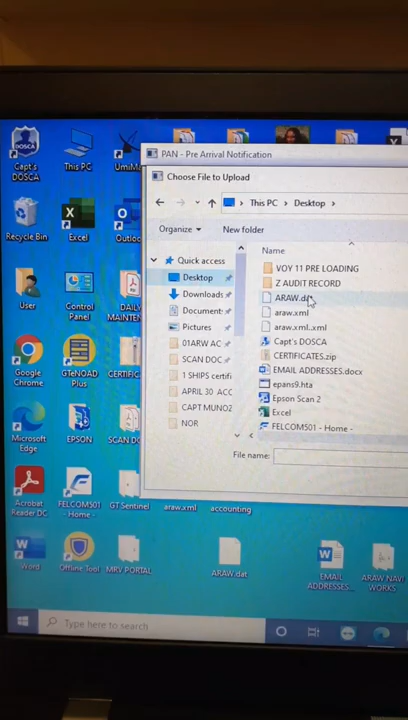 DOSCA
Capt's
DOSCA
This PC
UmiMa
PAN - Pre Arrival Notification
Choose File to Upload
This PC
Desktop
Organize
New folder
Recycle Bin
Excel
Outloo
Name
Quick access
Desktop
Downloads
Document
Pictures
01ARW AC
SCAN DOC
1 SHIPS certifi
APRIL 30 ACC
CAPT MUNOZ
NOR
VOY 11 PRE LOADING
Z AUDIT RECORD
ARAW.dat
araw.xml
araw.xml.xml
Capt's DOSCA
CERTIFICATES.zip
EMAIL ADDRESSES.docx
epans9.hta
Epson Scan 2
Excel
FELCOM501 - Home -
File name:
User
Control
Panel
DAILY
MAINTEN
Google
Chrome
GTeNOAD
Plus
CERTIFIC
Microsoft
Edge
EPSON
SCAN DO
Acrobat
Reader DC
FELCOM501
- Home -
GT Sentinel
araw.xml
accounting
Word
Offline Tool
MRV PORTAL
ARAW.dat
EMAIL
ADDRESSES...
ARAW NAVI
WORKS
Type here to search